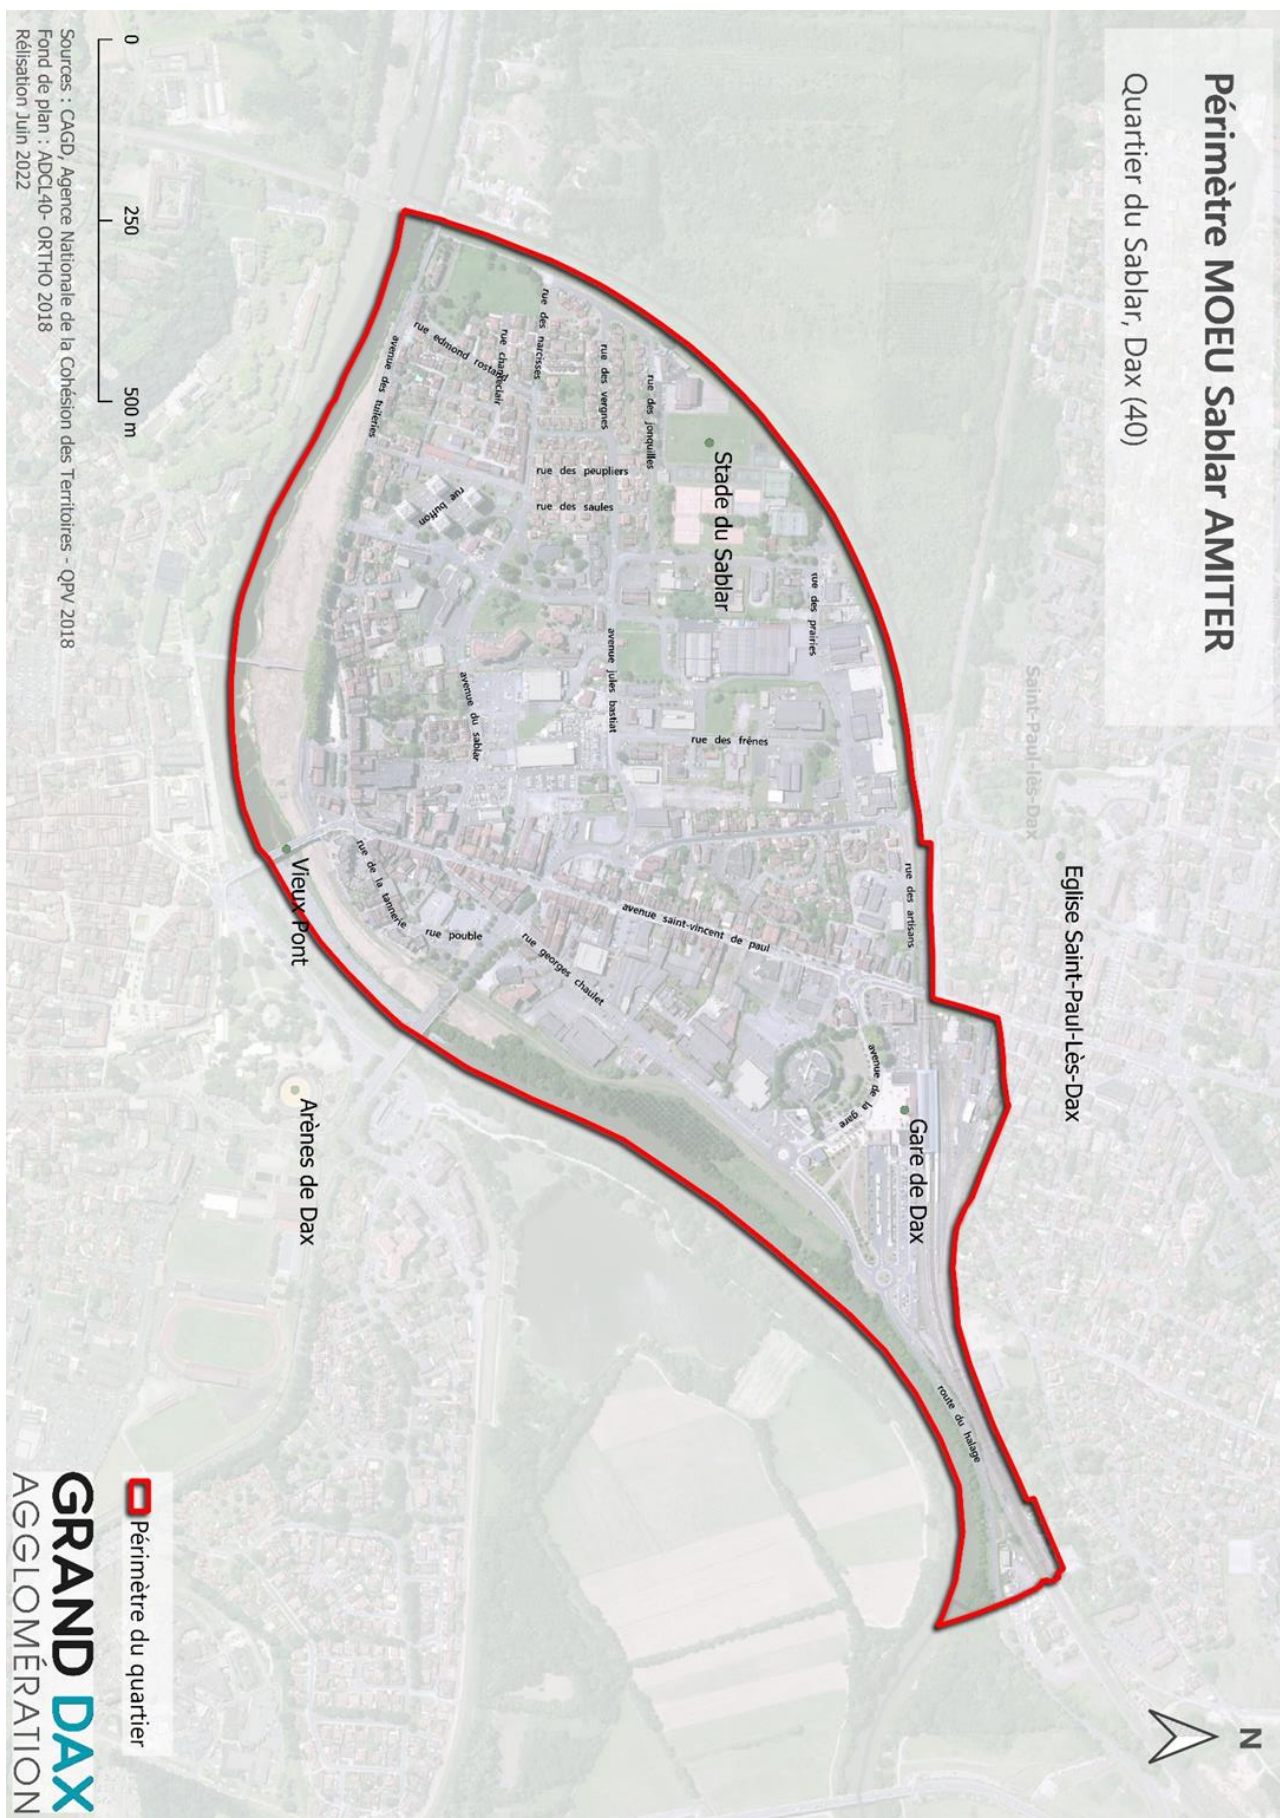 Périmètre MOEU Sablar AMITER
Quartier du Sablar, Dax (40)
N
Saint-Paul-lès-Dax
Eglise Saint-Paul-Lès-Dax
rue des artisans
rue des prairies
Gare de Dax
avenue de la gare
route du halage
Stade du Sablar
rue des frênes
avenue saint-vincent de paul
rue des jonquilles
rue des vergnes
avenue jules bastiat
rue des narcisses
rue des peupliers
rue des saules
rue georges chaulet
rue chanteclair
rue edmond rostand
avenue des tuileries
rue buffon
avenue du sablar
rue pouble
rue de la tannerie
Vieux Pont
Arènes de Dax
0 250 500 m
Sources : CAGD, Agence Nationale de la Cohésion des Territoires - QPV 2018
Fond de plan : ADCL40- ORTHO 2018
Rélisation Juin 2022
Périmètre du quartier
GRAND DAX
AGGLOMÉRATION